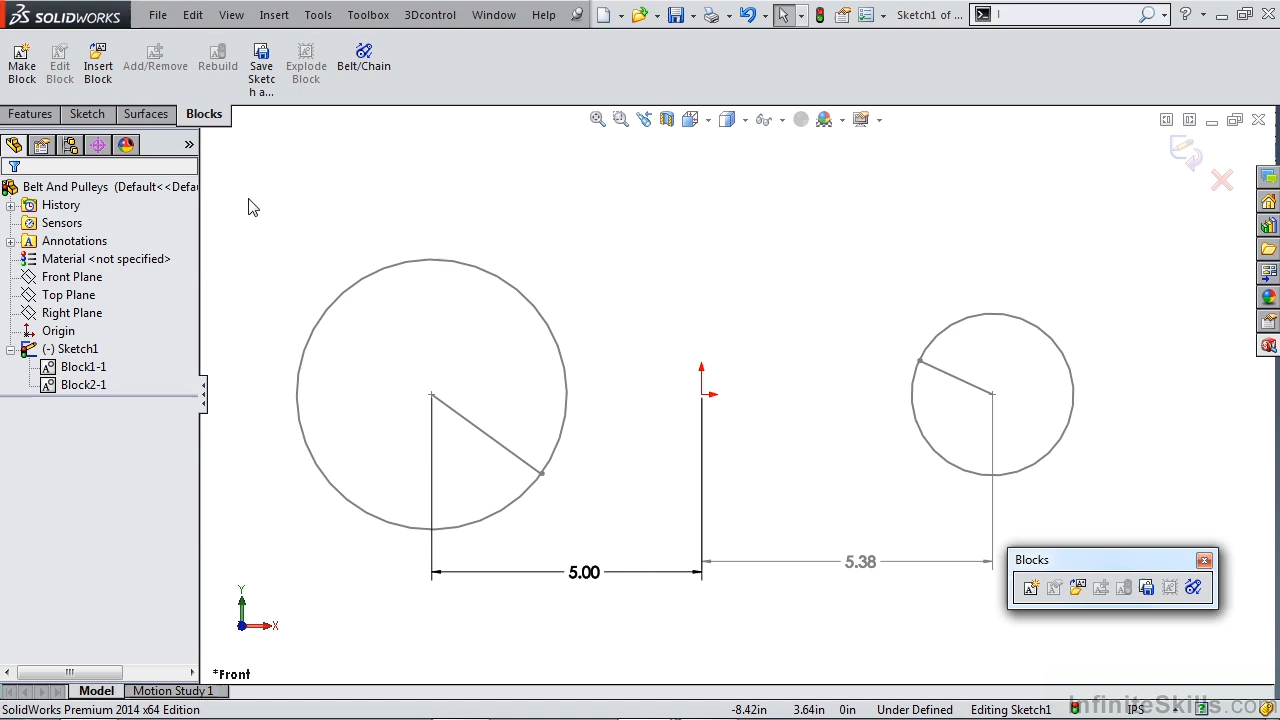 SOLIDWORKS File Edit View Insert Tools Toolbox 3Dcontrol Window Help Sketch1 of ...
Make Block
Edit Block
Insert Block
Add/Remove
Rebuild
Save Sketc h a...
Explode Block
Belt/Chain
Features Sketch Surfaces Blocks
Belt And Pulleys (Default<<Defau
History
Sensors
Annotations
Material <not specified>
Front Plane
Top Plane
Right Plane
Origin
(-) Sketch1
Block1-1
Block2-1
5.00
5.38
Blocks
Y
X
*Front
Model Motion Study 1
SolidWorks Premium 2014 x64 Edition -8.42in 3.64in 0in Under Defined Editing Sketch1 IPS
InfiniteSkills.com